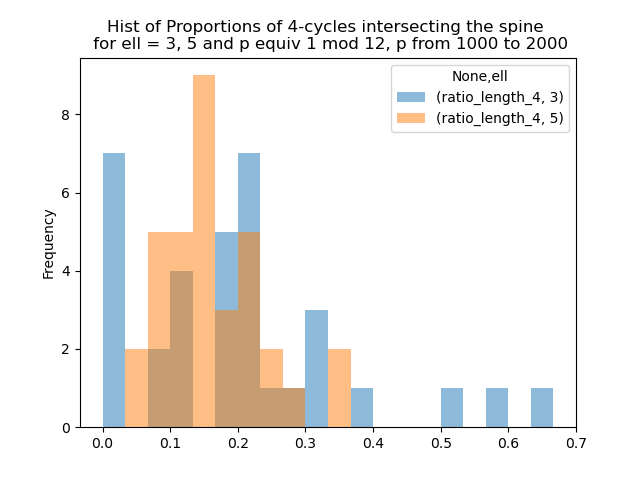 Hist of Proportions of 4-cycles intersecting the spine
for ell = 3, 5 and p equiv 1 mod 12, p from 1000 to 2000
None,ell
(ratio_length_4, 3)
(ratio_length_4, 5)
Frequency
8
6
4
2
0
0.0 0.1 0.2 0.3 0.4 0.5 0.6 0.7